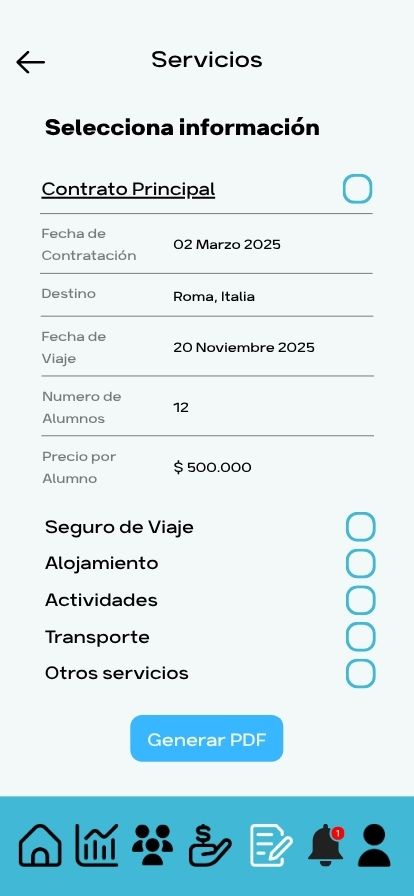 Servicios
Selecciona información
Contrato Principal
Fecha de
Contratación
02 Marzo 2025
Destino
Roma, Italia
Fecha de
Viaje
20 Noviembre 2025
Numero de
Alumnos
12
Precio por
Alumno
$ 500.000
Seguro de Viaje
Alojamiento
Actividades
Transporte
Otros servicios
Generar PDF
$
1